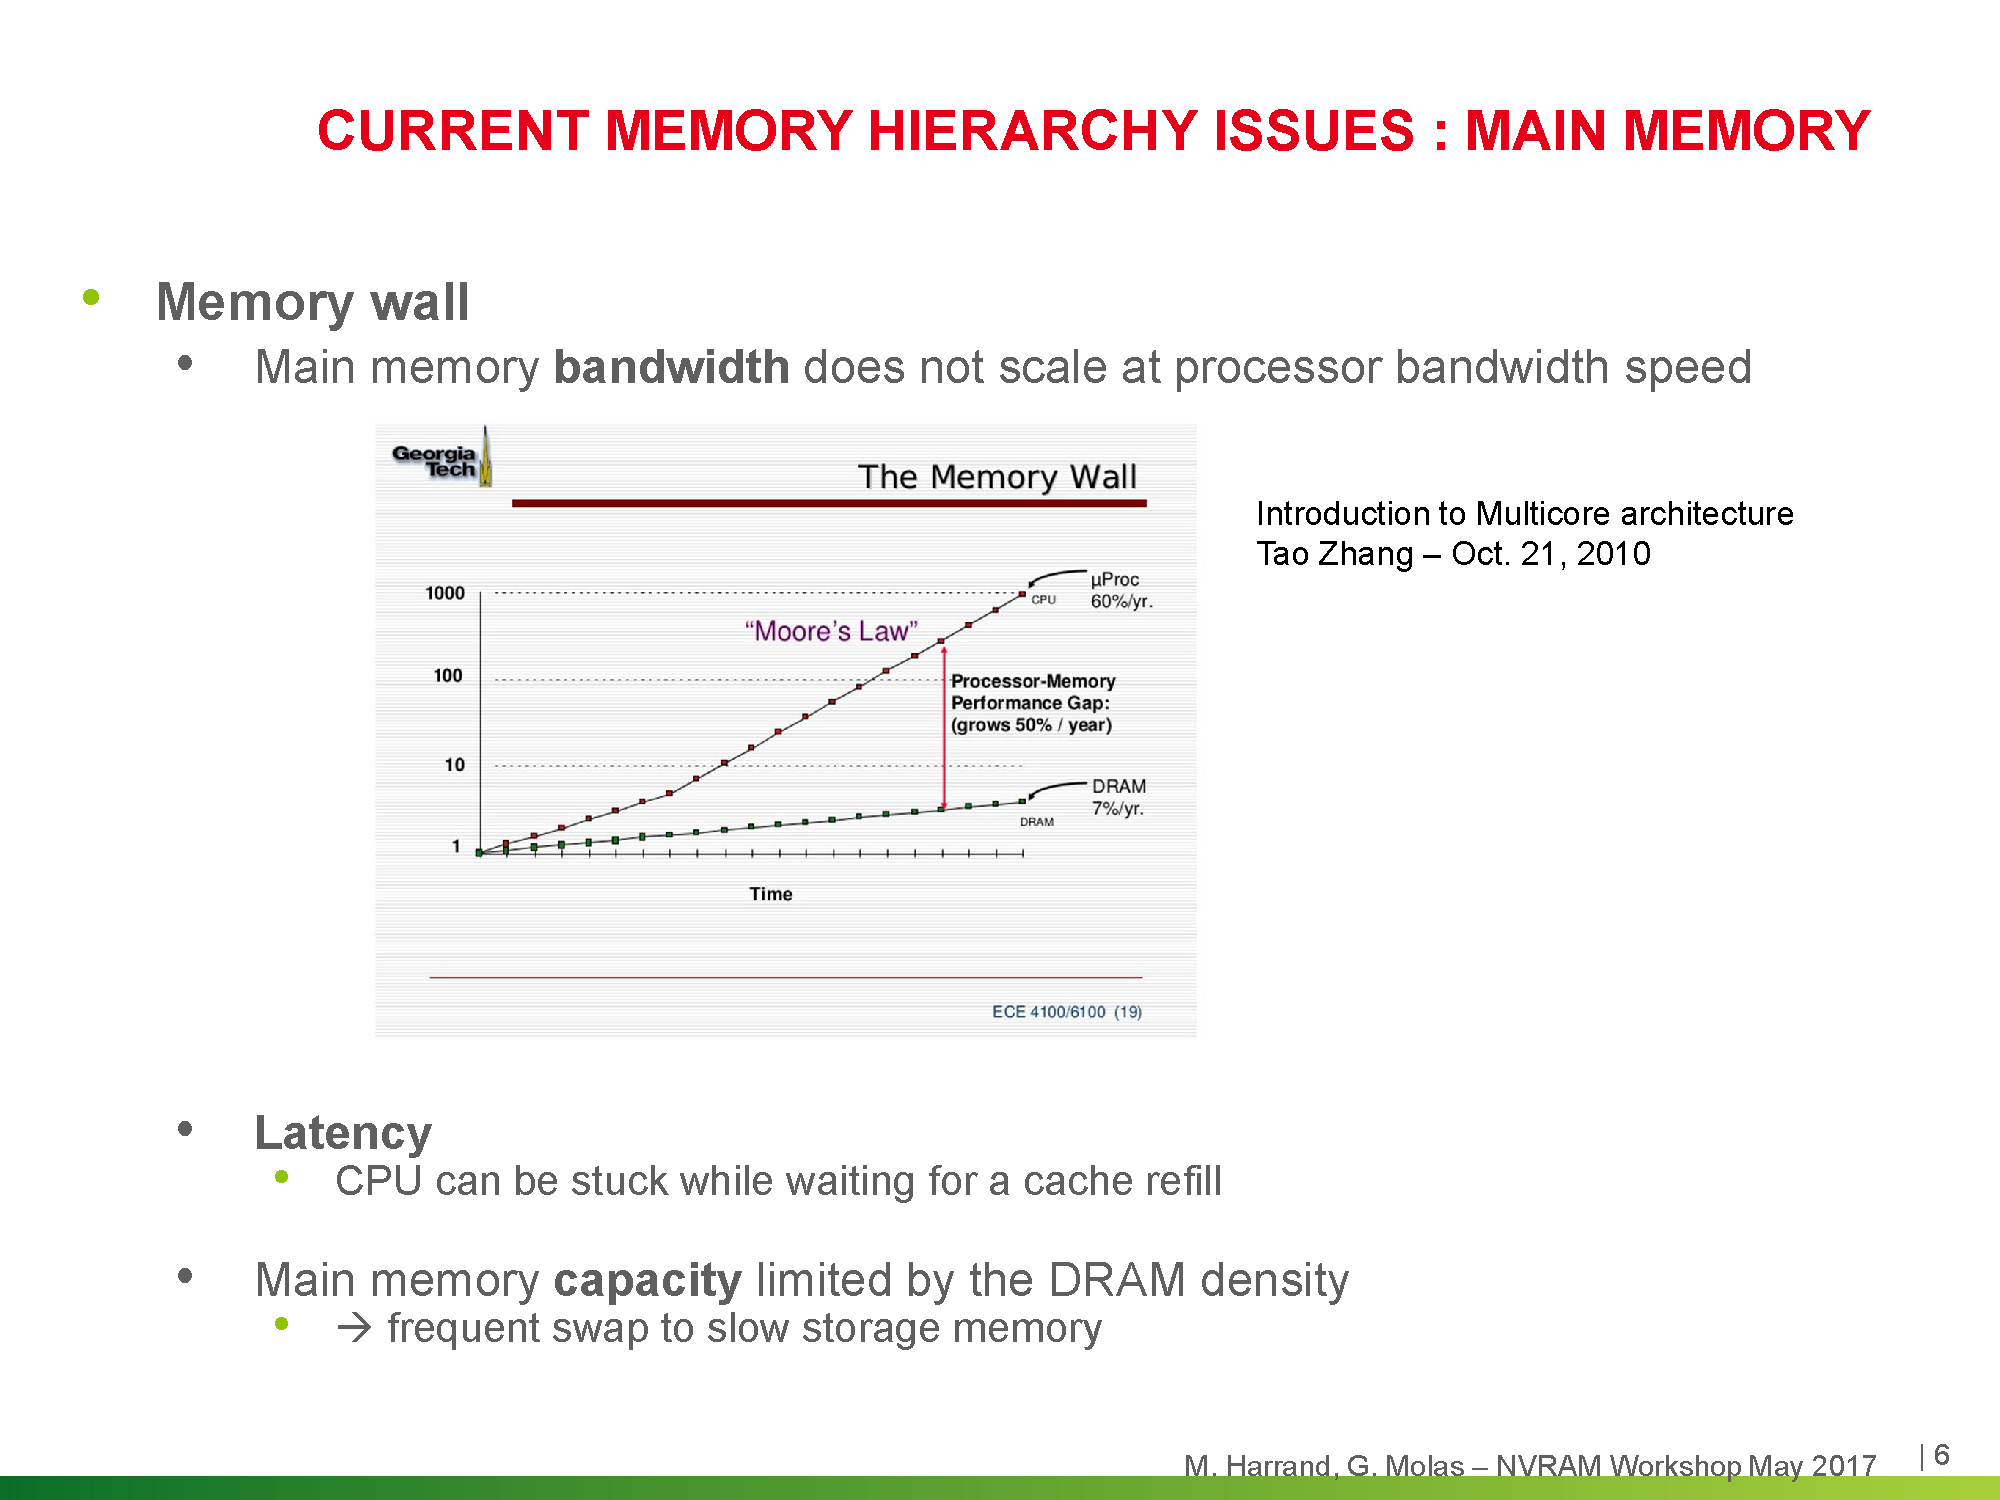 CURRENT MEMORY HIERARCHY ISSUES : MAIN MEMORY
• Memory wall
• Main memory bandwidth does not scale at processor bandwidth speed
Georgia
Tech
The Memory Wall
Introduction to Multicore architecture
Tao Zhang – Oct. 21, 2010
1000
100
10
1
"Moore's Law"
CPU
µProc
60%/yr.
Processor-Memory
Performance Gap:
(grows 50% / year)
DRAM
7%/yr.
DRAM
Time
ECE 4100/6100 (19)
• Latency
• CPU can be stuck while waiting for a cache refill
• Main memory capacity limited by the DRAM density
• → frequent swap to slow storage memory
M. Harrand, G. Molas – NVRAM Workshop May 2017
| 6